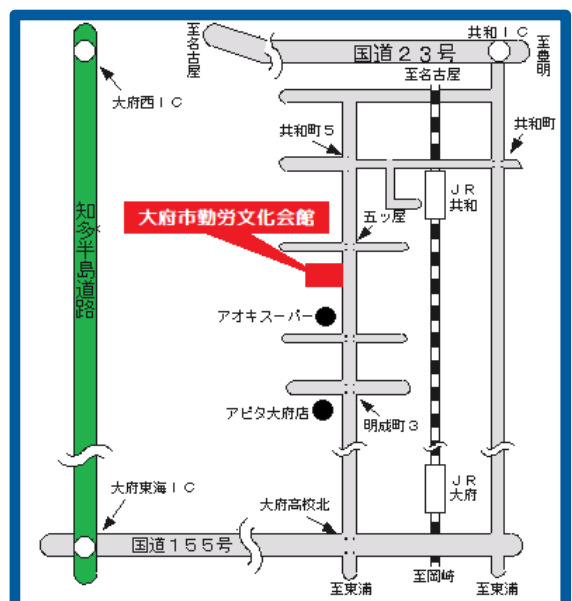 至名古屋
国道23号
共和IC
至豊明
至名古屋
大府西IC
共和町5
共和町
JR
共和
知多半島道路
大府市勤労文化会館
五ツ屋
アオキスーパー
アピタ大府店
明成町3
大府東海IC
大府高校北
JR
大府
国道155号
至東浦
至岡崎
至東浦